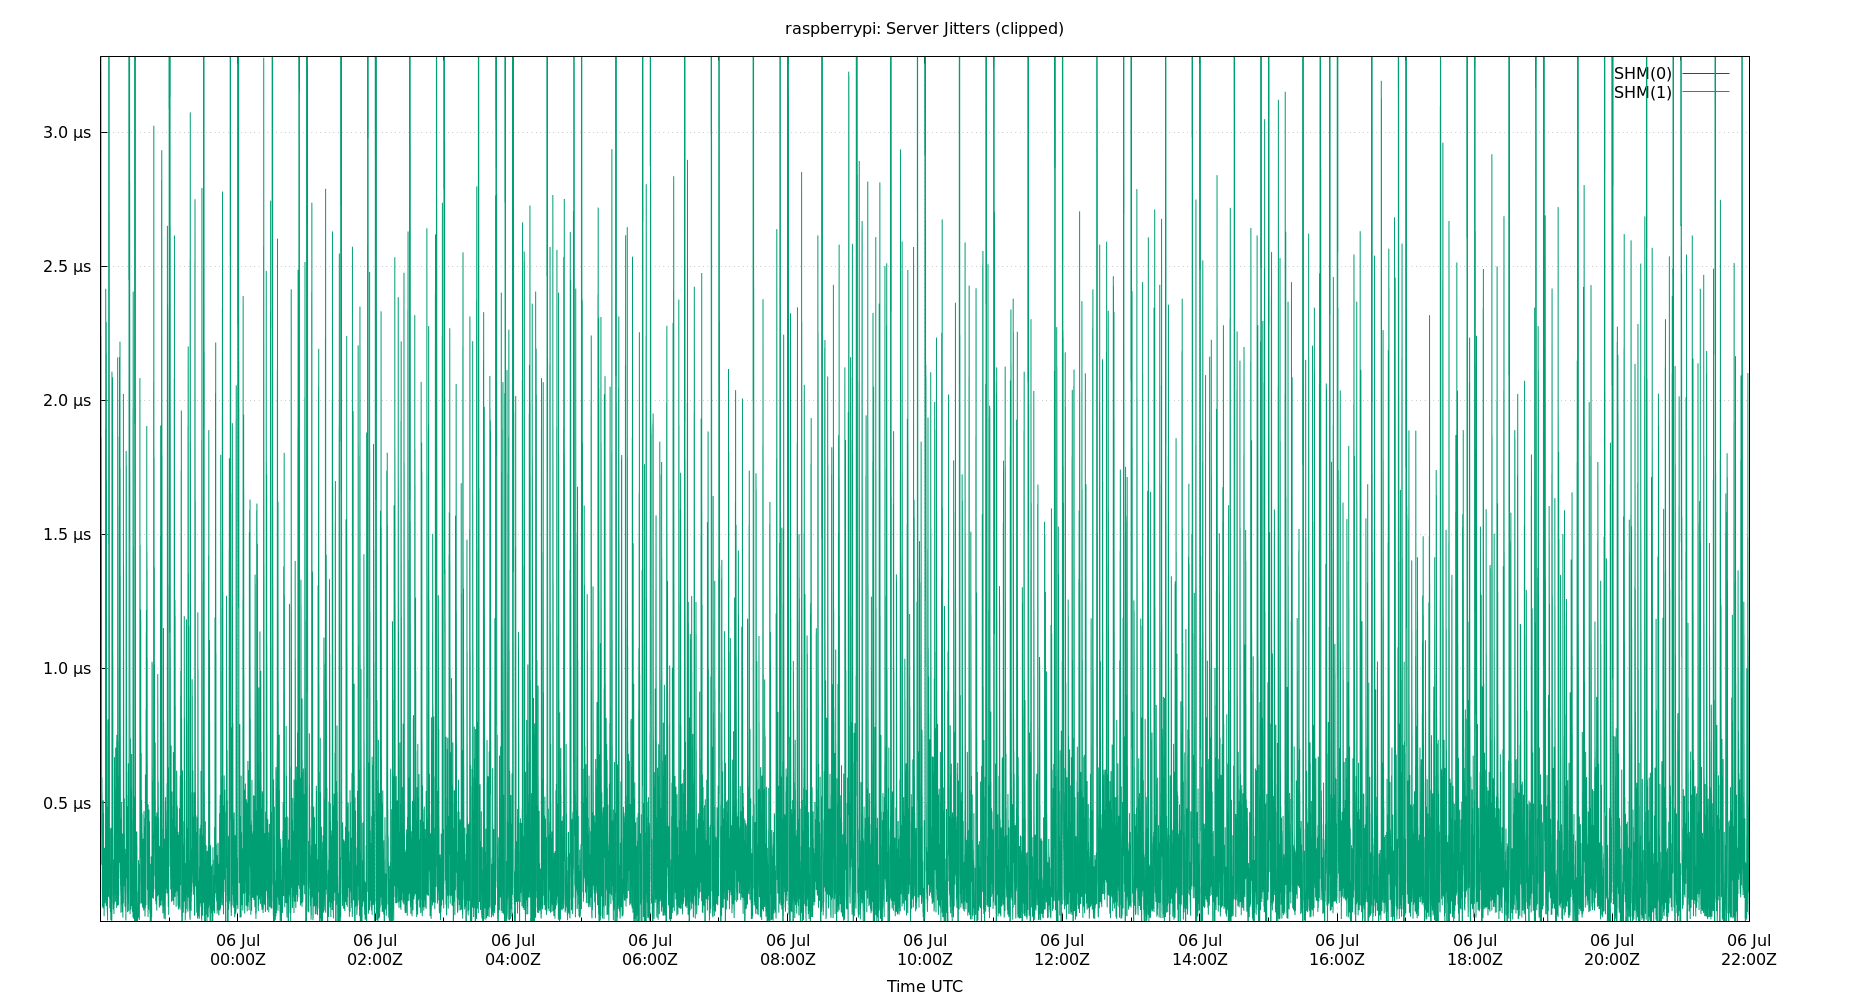 raspberrypi: Server Jitters (clipped)
SHM(0)
SHM(1)
3.0 µs
2.5 µs
2.0 µs
1.5 µs
1.0 µs
0.5 µs
06 Jul 06 Jul 06 Jul 06 Jul 06 Jul 06 Jul 06 Jul 06 Jul 06 Jul 06 Jul 06 Jul 06 Jul
00:00Z 02:00Z 04:00Z 06:00Z 08:00Z 10:00Z 12:00Z 14:00Z 16:00Z 18:00Z 20:00Z 22:00Z
Time UTC